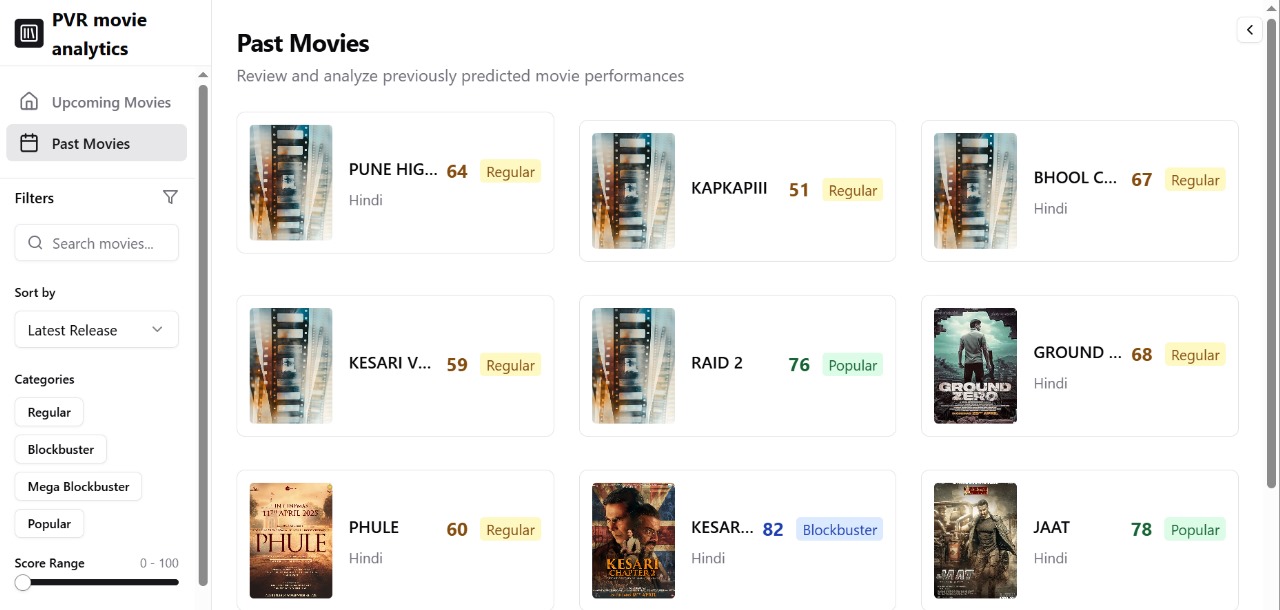 PVR movie
analytics
Upcoming Movies
Past Movies
Filters
Search movies...
Sort by
Latest Release
Categories
Regular
Blockbuster
Mega Blockbuster
Popular
Score Range 0 - 100
Past Movies
Review and analyze previously predicted movie performances
PUNE HIG... 64 Regular
Hindi
KAPKAPIII 51 Regular
BHOOL C... 67 Regular
Hindi
KESARI V... 59 Regular
RAID 2 76 Popular
GROUND
ZERO
GROUND ... 68 Regular
Hindi
IN CINEMAS
11TH APRIL 2025
PHULE
PHULE 60 Regular
Hindi
KESARI
CHAPTER 2
KESAR... 82 Blockbuster
Hindi
JAAT
JAAT 78 Popular
Hindi